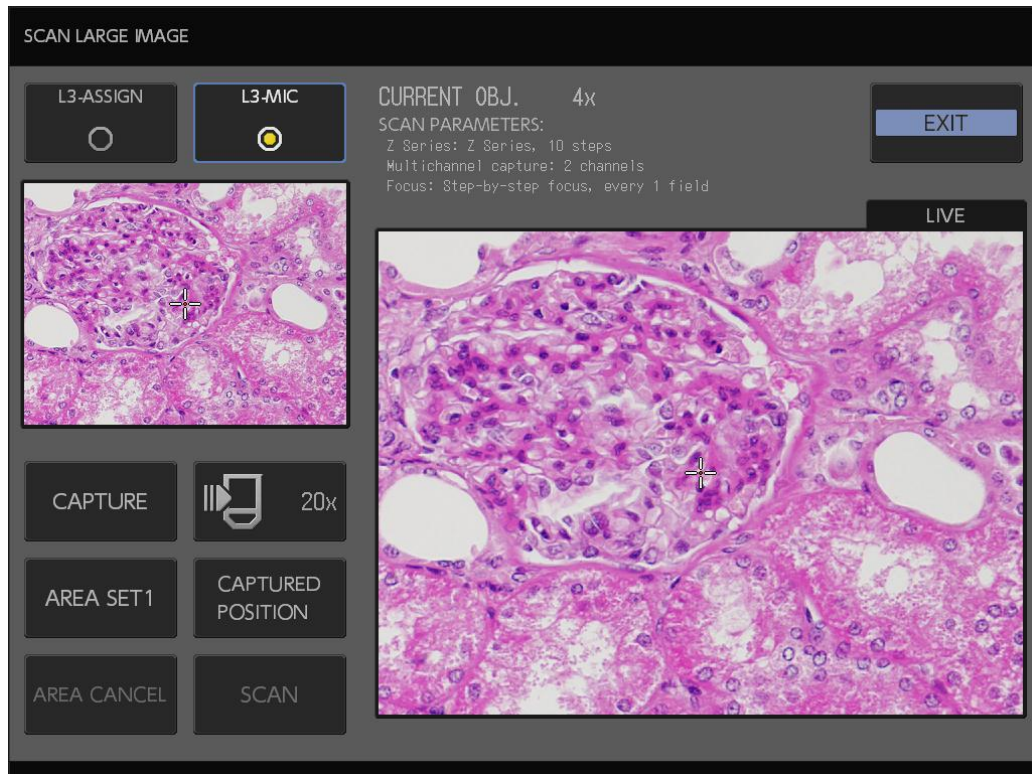 SCAN LARGE IMAGE
L3-ASSIGN
L3-MIC
CURRENT OBJ. 4x
SCAN PARAMETERS:
Z Series: Z Series, 10 steps
Multichannel capture: 2 channels
Focus: Step-by-step focus, every 1 field
EXIT
LIVE
CAPTURE
20x
AREA SET1
CAPTURED
POSITION
AREA CANCEL
SCAN